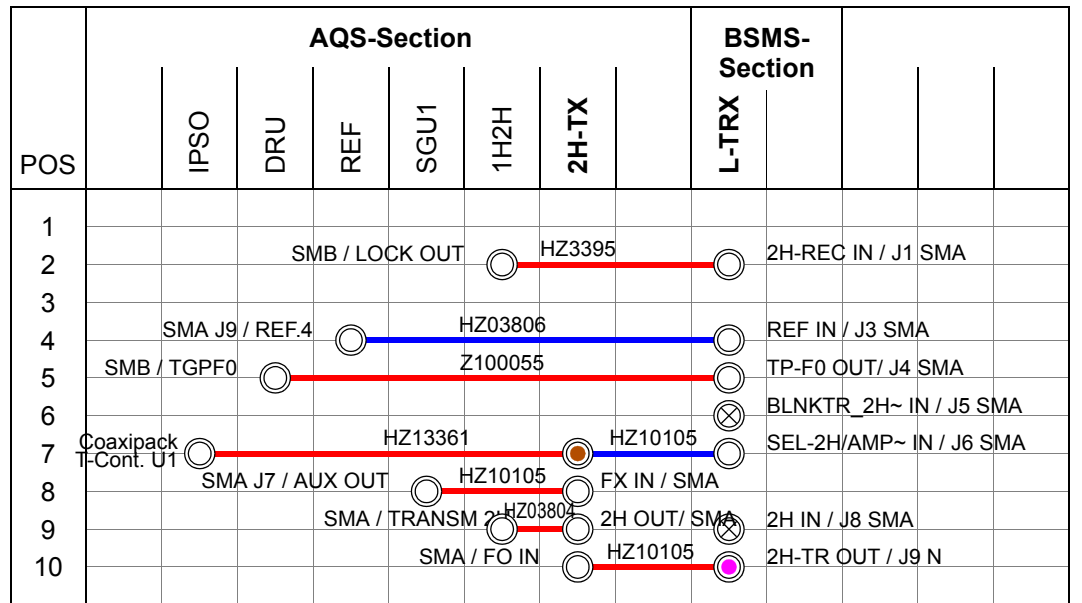 AQS-Section
BSMS-
Section
POS
IPSO
DRU
REF
SGU1
1H2H
2H-TX
L-TRX
1
2
SMB / LOCK OUT
HZ3395
2H-REC IN / J1 SMA
3
4
SMA J9 / REF.4
HZ03806
REF IN / J3 SMA
5
SMB / TGPF0
Z100055
TP-F0 OUT/ J4 SMA
6
BLNKTR_2H~ IN / J5 SMA
7
Coaxipack
T-Cont. U1
HZ13361
HZ10105
SEL-2H/AMP~ IN / J6 SMA
8
SMA J7 / AUX OUT
HZ10105
FX IN / SMA
9
SMA / TRANSM 2H
HZ03804
2H OUT/ SMA
2H IN / J8 SMA
10
SMA / FO IN
HZ10105
2H-TR OUT / J9 N